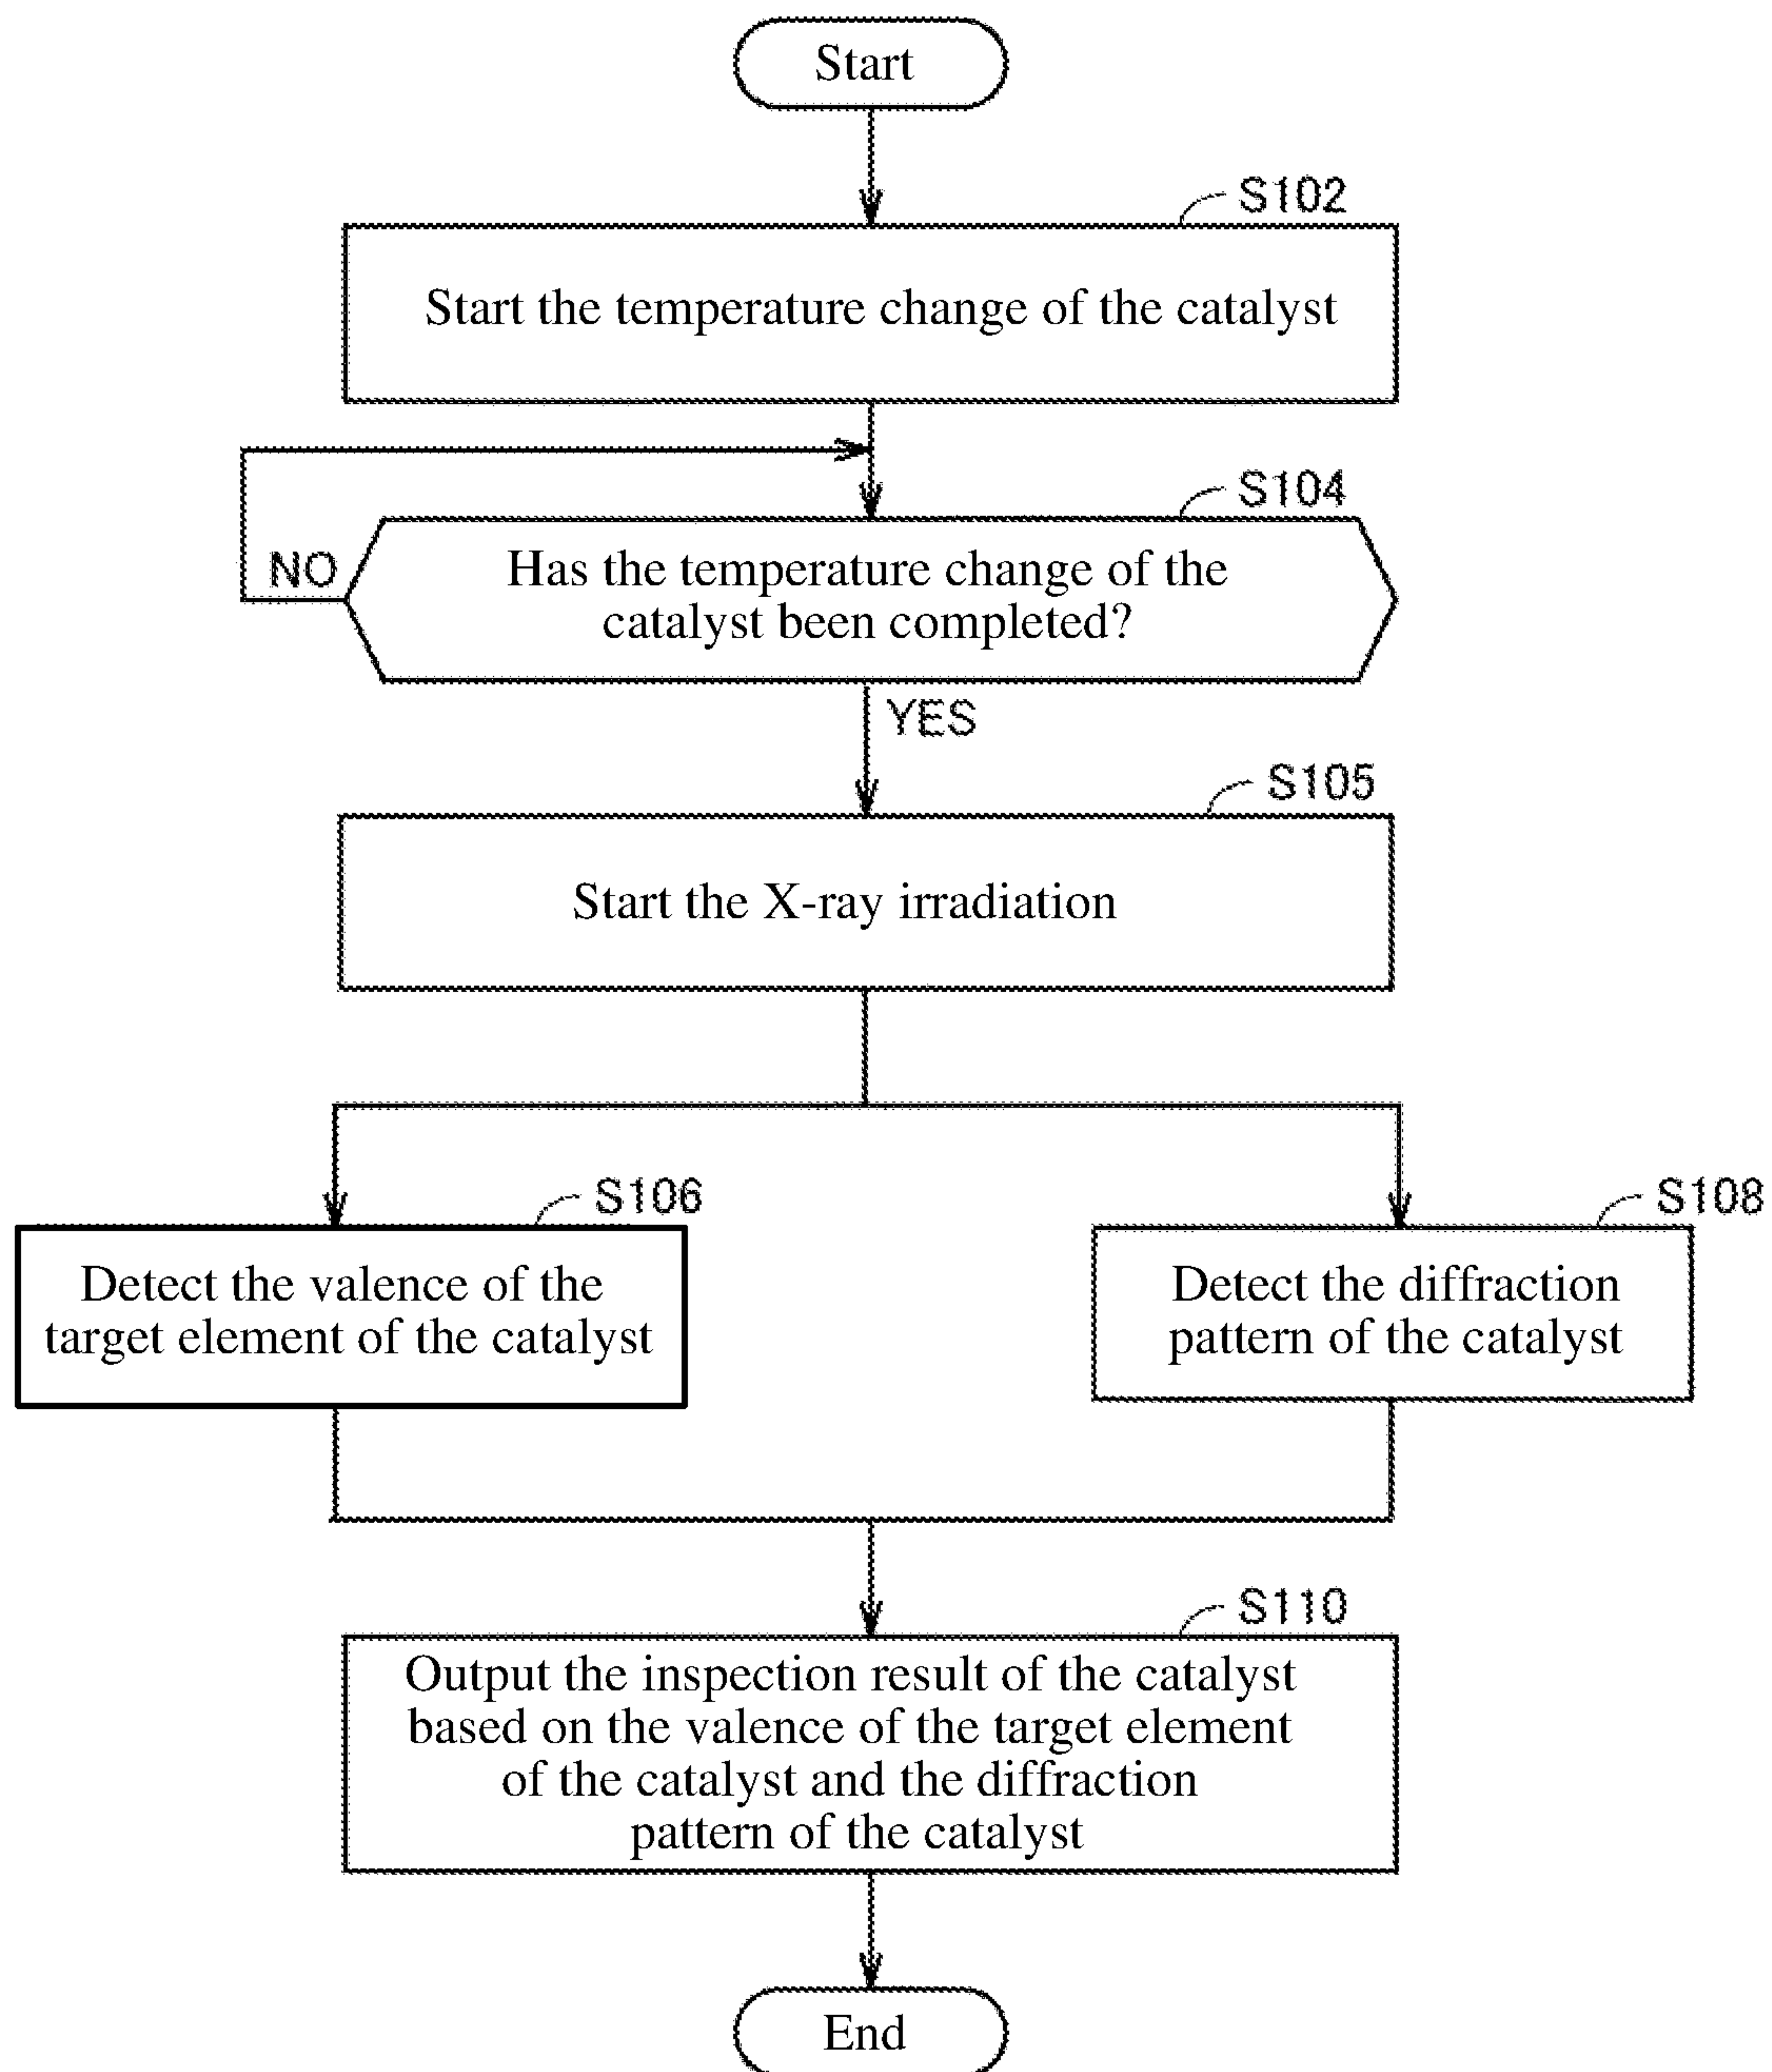 Start
S102
Start the temperature change of the catalyst
S104
Has the temperature change of the
catalyst been completed?
NO
YES
S105
Start the X-ray irradiation
S106
Detect the valence of the
target element of the catalyst
S108
Detect the diffraction
pattern of the catalyst
S110
Output the inspection result of the catalyst
based on the valence of the target element
of the catalyst and the diffraction
pattern of the catalyst
End